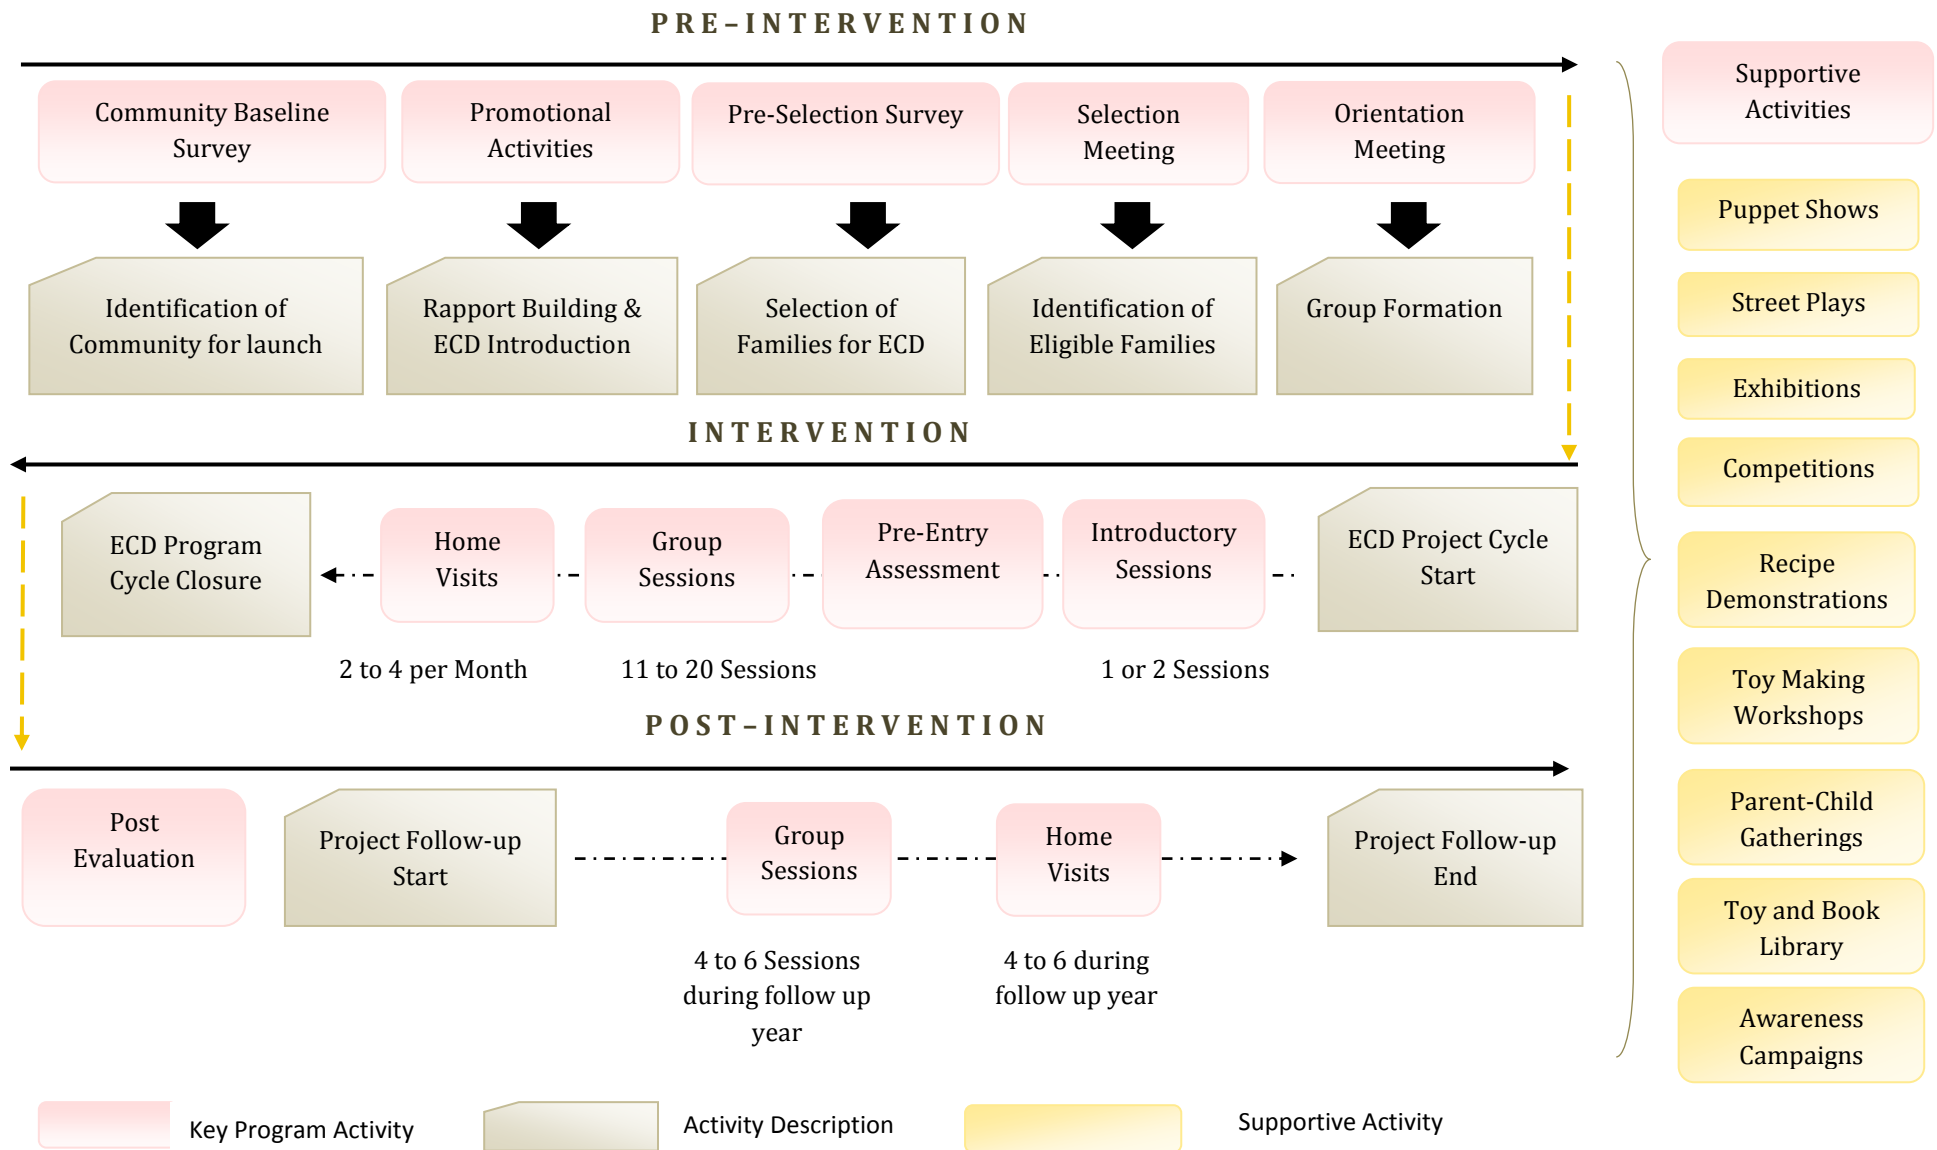 PRE–INTERVENTION
Community Baseline
Survey
Promotional
Activities
Pre-Selection Survey
Selection
Meeting
Orientation
Meeting
Identification of
Community for launch
Rapport Building &
ECD Introduction
Selection of
Families for ECD
Identification of
Eligible Families
Group Formation
INTERVENTION
ECD Program
Cycle Closure
Home
Visits
Group
Sessions
Pre-Entry
Assessment
Introductory
Sessions
ECD Project Cycle
Start
2 to 4 per Month
11 to 20 Sessions
1 or 2 Sessions
POST–INTERVENTION
Post
Evaluation
Project Follow-up
Start
Group
Sessions
Home
Visits
Project Follow-up
End
4 to 6 Sessions
during follow up
year
4 to 6 during
follow up year
Supportive
Activities
Puppet Shows
Street Plays
Exhibitions
Competitions
Recipe
Demonstrations
Toy Making
Workshops
Parent-Child
Gatherings
Toy and Book
Library
Awareness
Campaigns
Key Program Activity
Activity Description
Supportive Activity